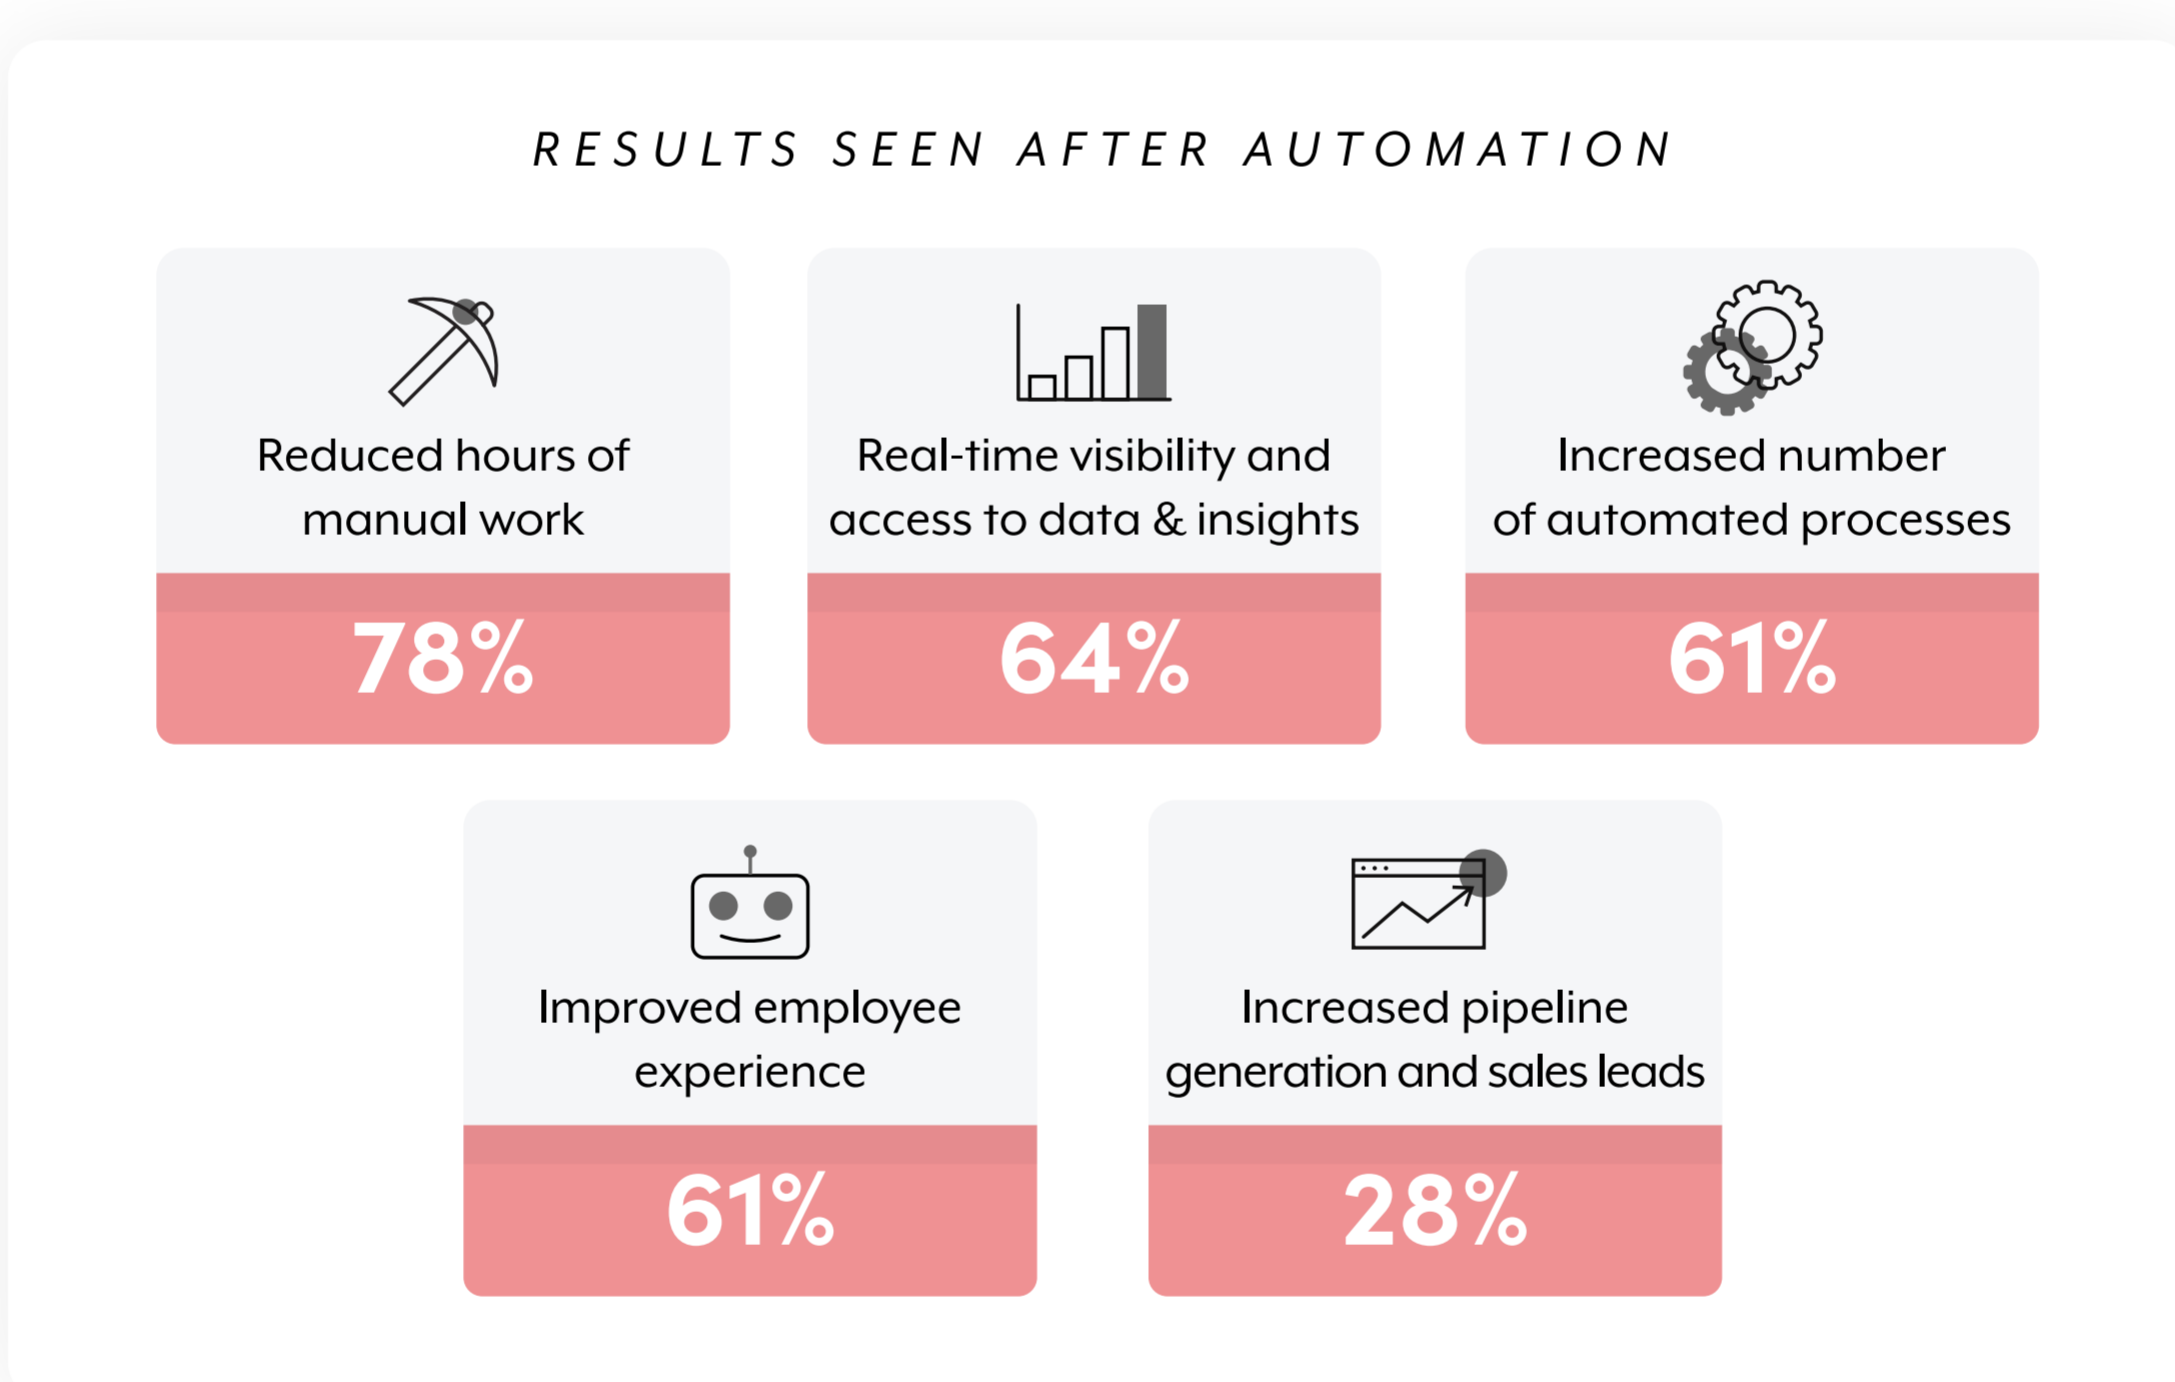 RESULTS SEEN AFTER AUTOMATION
Reduced hours of
manual work
78%
Real-time visibility and
access to data & insights
64%
Increased number
of automated processes
61%
Improved employee
experience
61%
Increased pipeline
generation and sales leads
28%